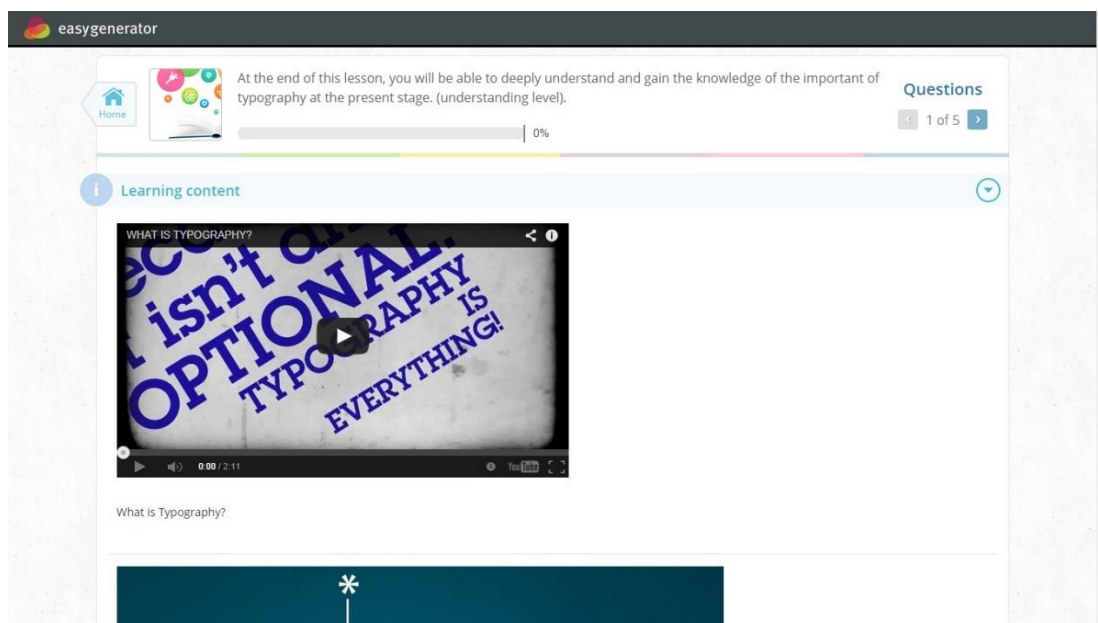 easygenerator
Home
At the end of this lesson, you will be able to deeply understand and gain the knowledge of the important of
typography at the present stage. (understanding level).
0%
Questions
1 of 5
i Learning content
WHAT IS TYPOGRAPHY?
isn't
OPTIONAL.
TYPOGRAPHY
IS
EVERYTHING!
0:00 / 2:11
YouTube
What is Typography?
*